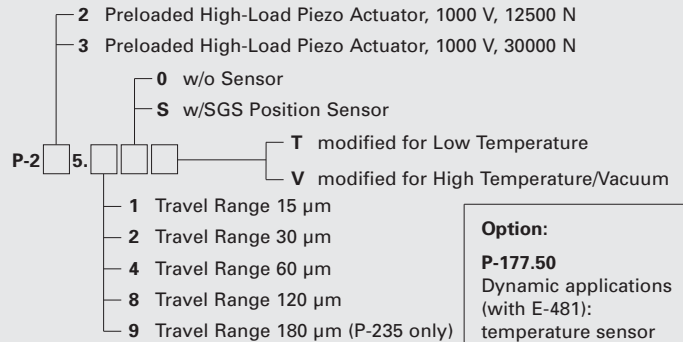 2 Preloaded High-Load Piezo Actuator, 1000 V, 12500 N
3 Preloaded High-Load Piezo Actuator, 1000 V, 30000 N
0 w/o Sensor
S w/SGS Position Sensor
P-2 5.
T modified for Low Temperature
V modified for High Temperature/Vacuum
1 Travel Range 15 µm
2 Travel Range 30 µm
4 Travel Range 60 µm
8 Travel Range 120 µm
9 Travel Range 180 µm (P-235 only)
Option:
P-177.50
Dynamic applications
(with E-481):
temperature sensor